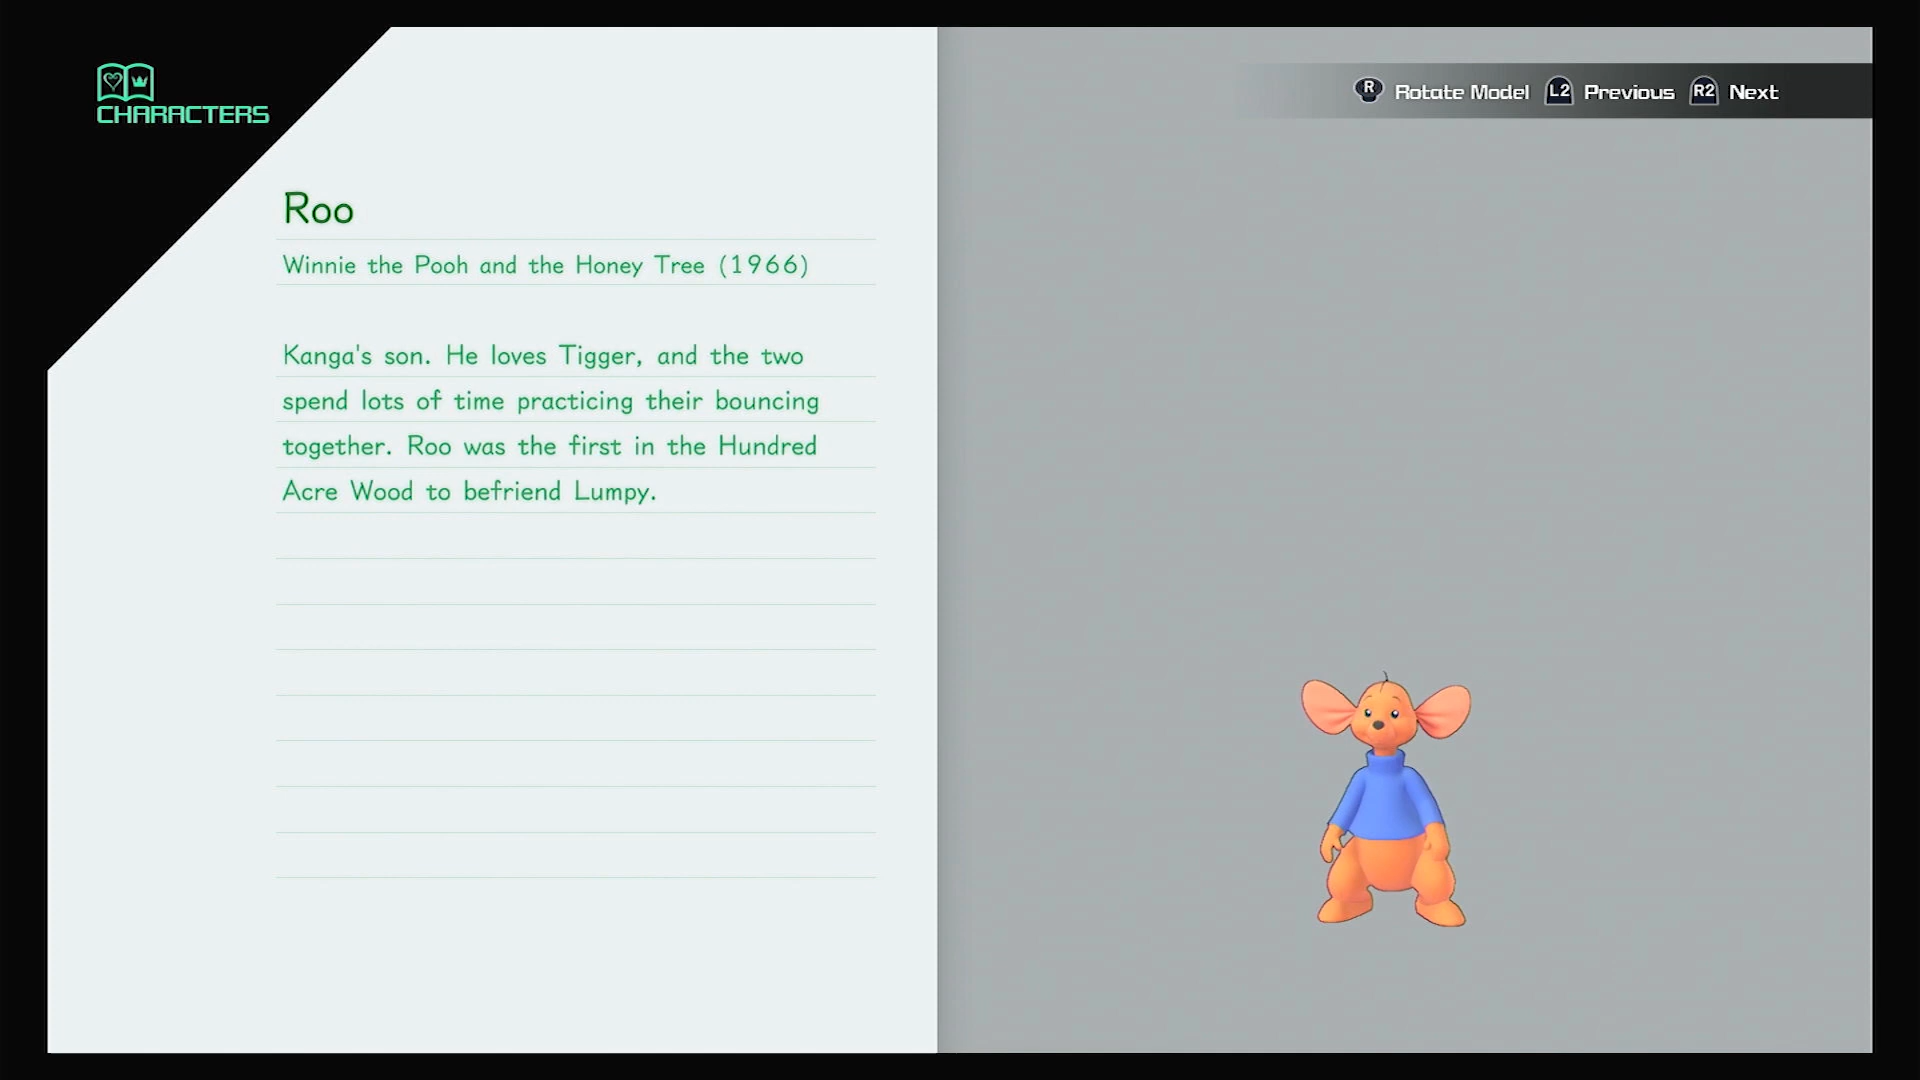 CHARACTERS
R Rotate Model L2 Previous R2 Next
Roo
Winnie the Pooh and the Honey Tree (1966)
Kanga's son. He loves Tigger, and the two
spend lots of time practicing their bouncing
together. Roo was the first in the Hundred
Acre Wood to befriend Lumpy.